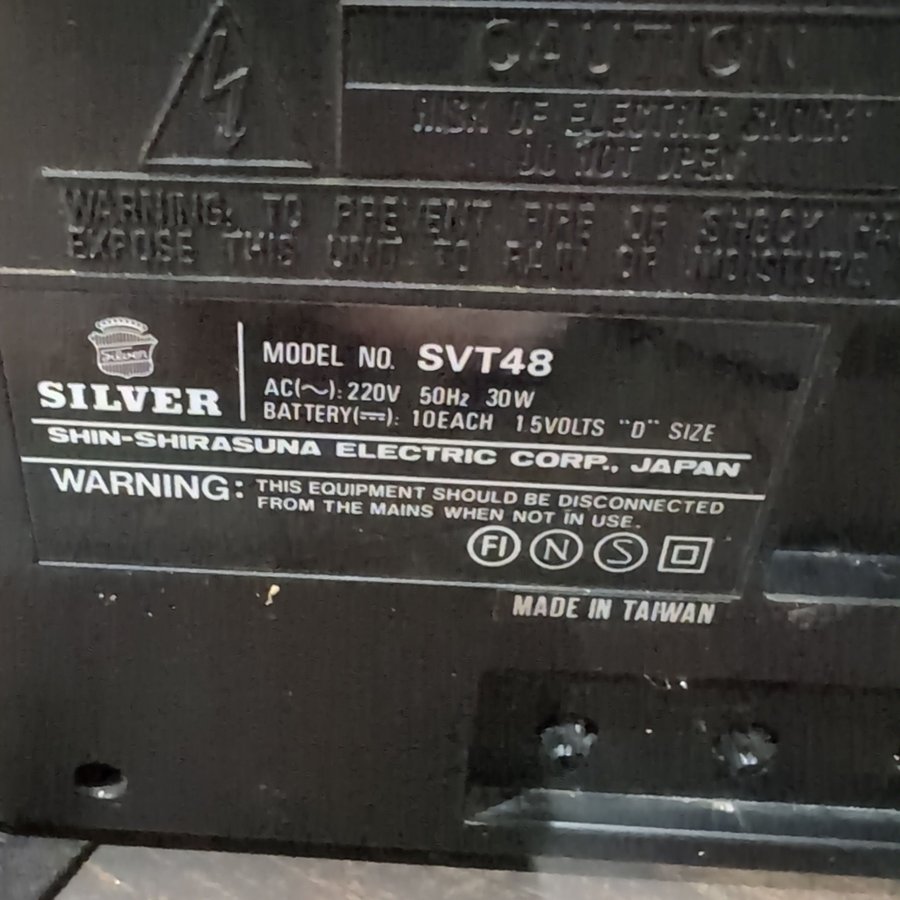 CAUTION
RISK OF ELECTRIC SHOCK
DO NOT OPEN
WARNING: TO PREVENT FIRE OR SHOCK
EXPOSE THIS UNIT TO RAIN OR MOISTURE.
Silver
SILVER
MODEL NO. SVT48
AC(~): 220V 50Hz 30W
BATTERY(⎓): 10EACH 1.5VOLTS "D" SIZE
SHIN-SHIRASUNA ELECTRIC CORP., JAPAN
WARNING: THIS EQUIPMENT SHOULD BE DISCONNECTED
FROM THE MAINS WHEN NOT IN USE.
FI N S
MADE IN TAIWAN